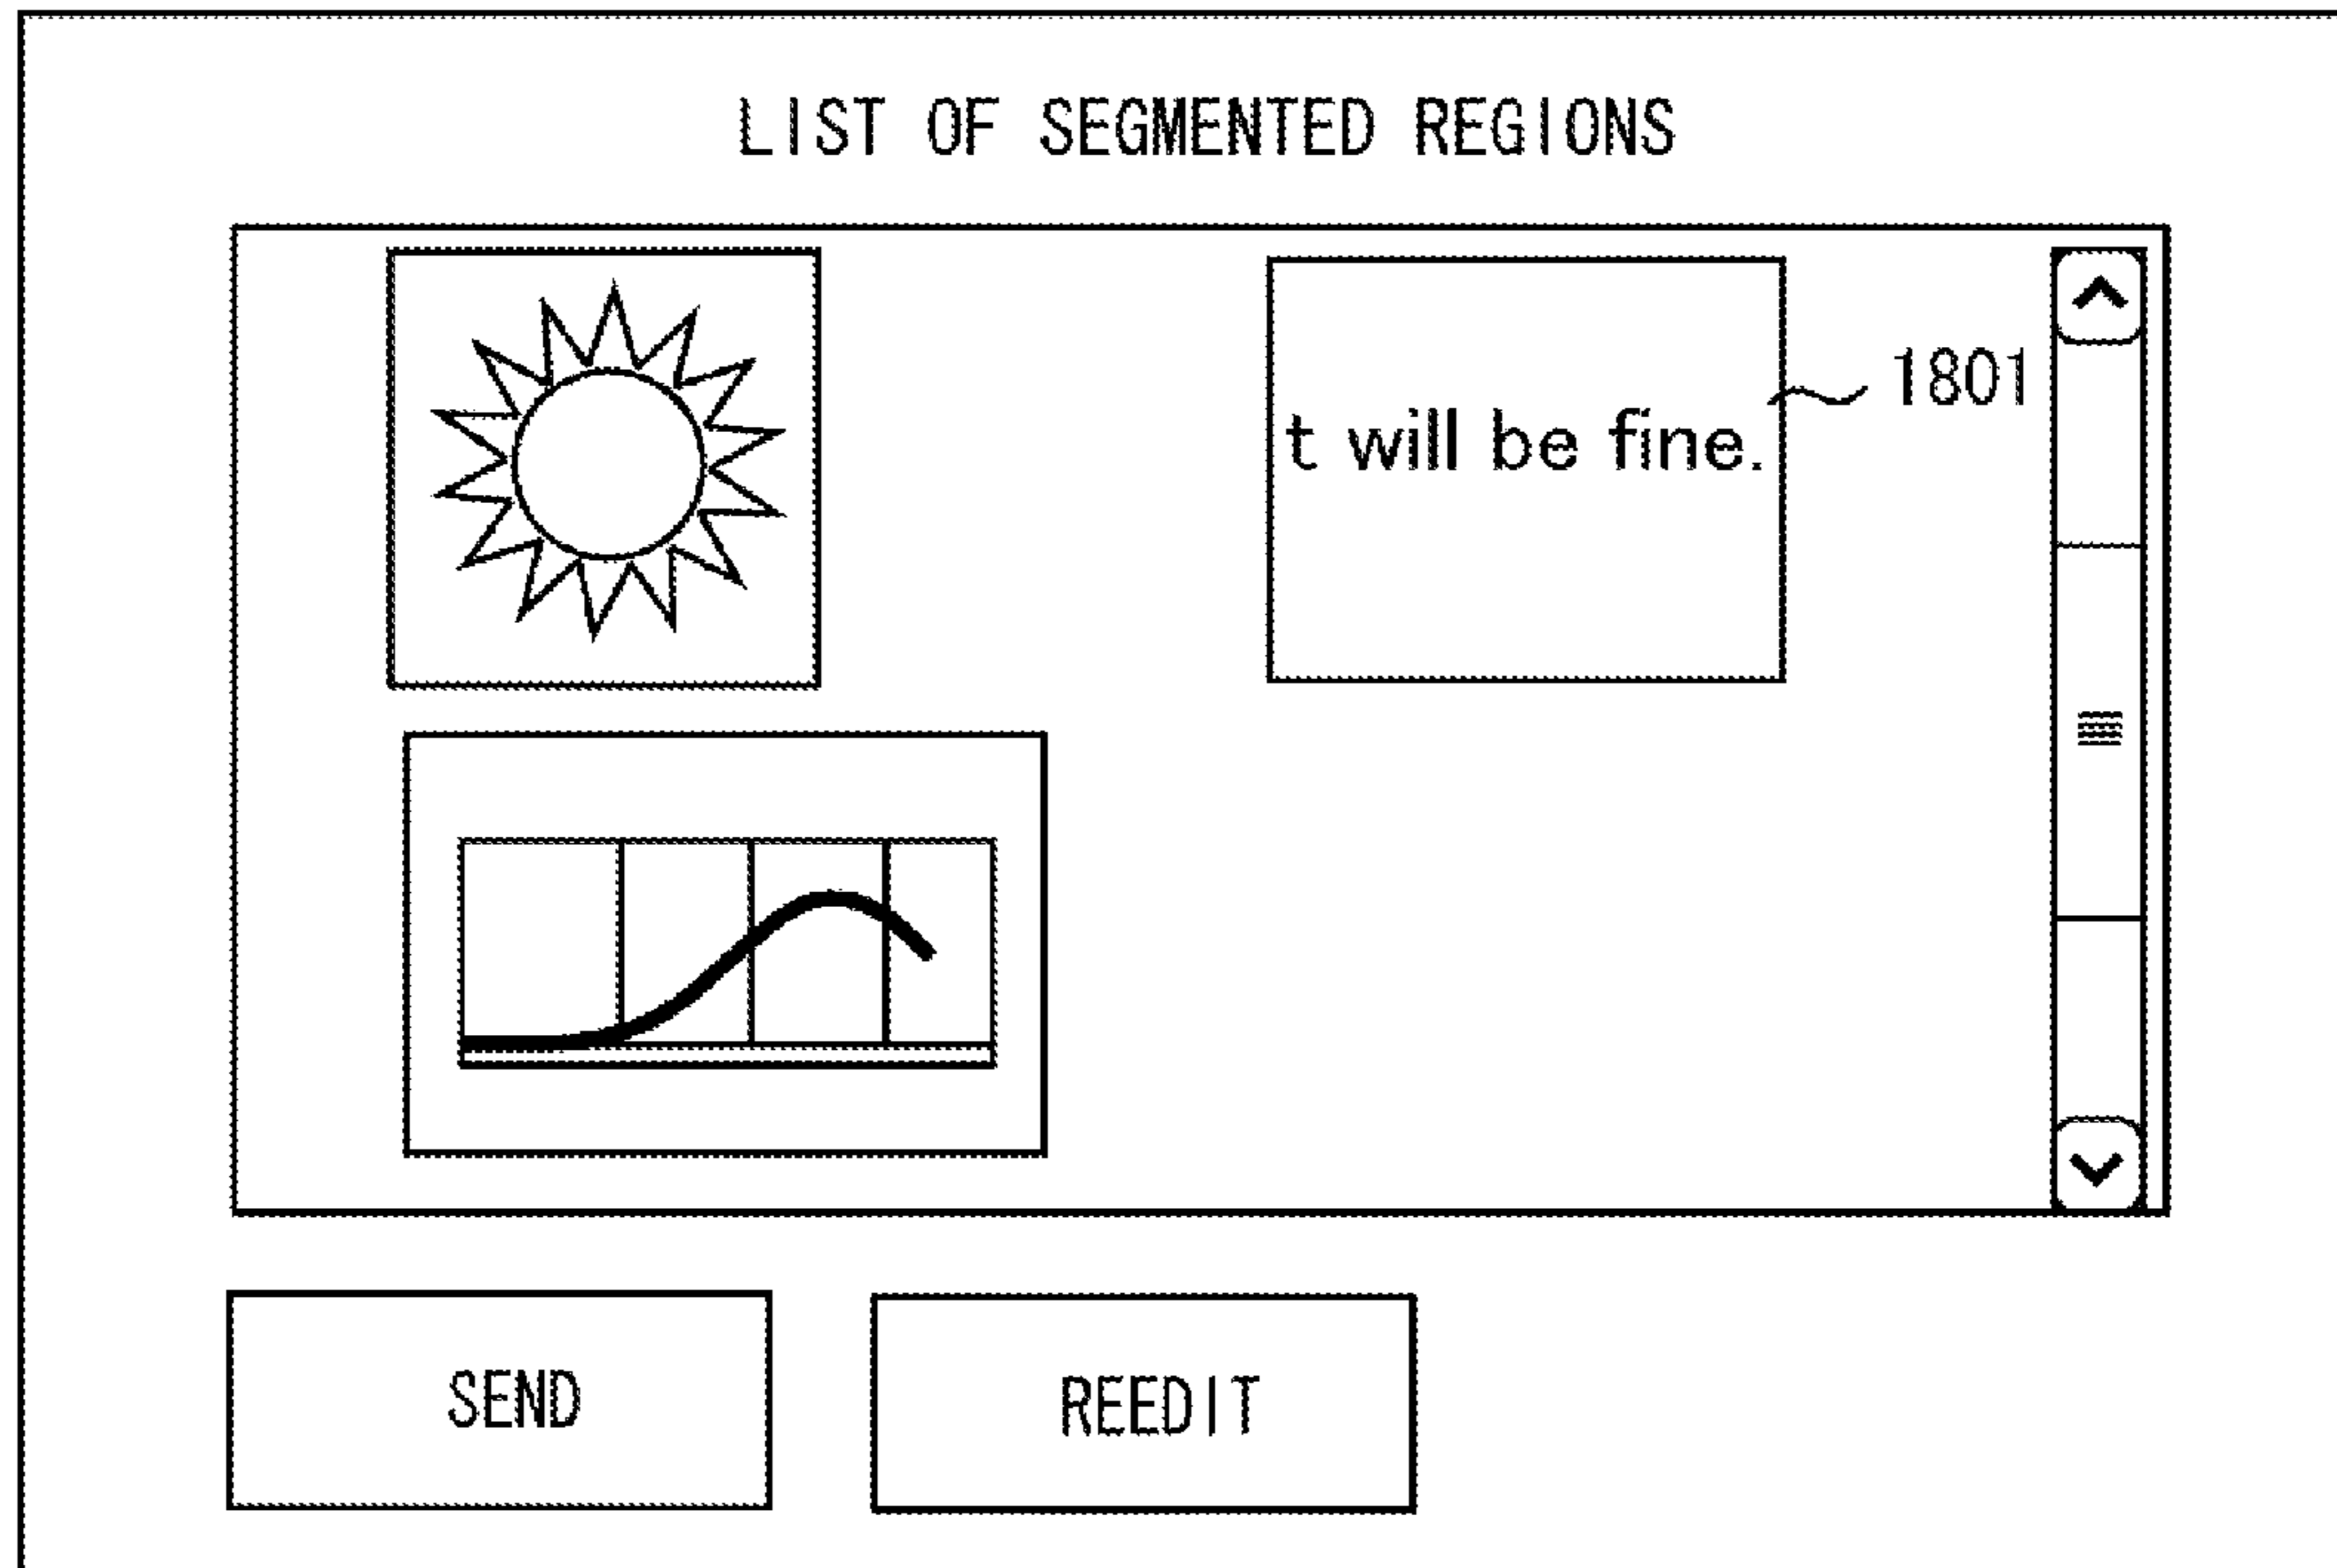 LIST OF SEGMENTED REGIONS
1801
t will be fine.
SEND
REEDIT